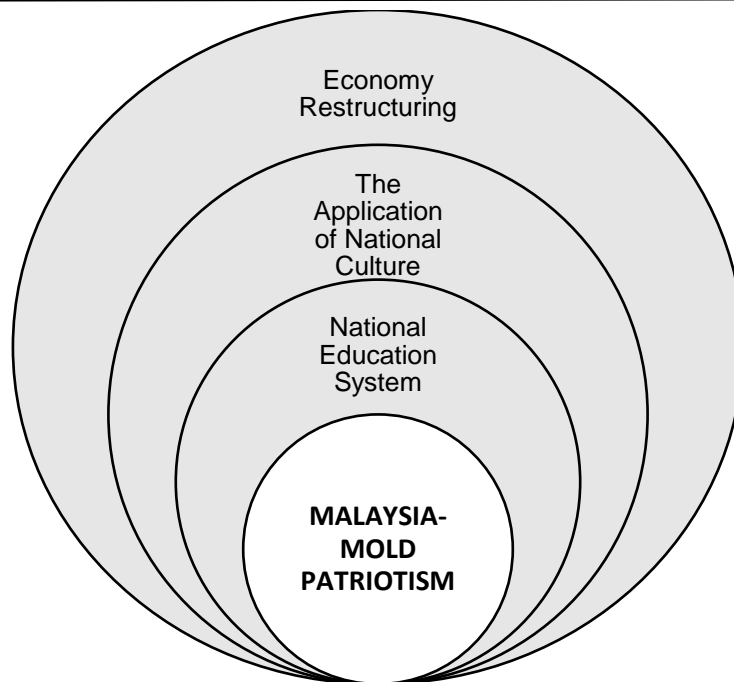 Economy
Restructuring
The
Application
of National
Culture
National
Education
System
MALAYSIA-
MOLD
PATRIOTISM